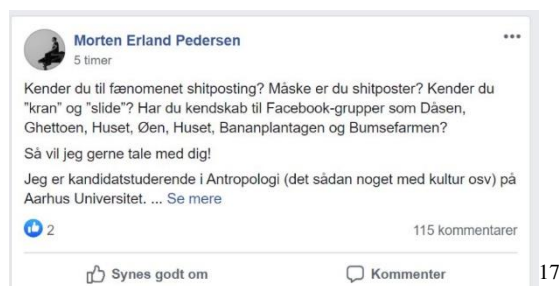 Morten Erland Pedersen
5 timer
Kender du til fænomenet shitposting? Måske er du shitposter? Kender du
"kran" og "slide"? Har du kendskab til Facebook-grupper som Dåsen,
Ghettoen, Huset, Øen, Huset, Bananplantagen og Bumsefarmen?
Så vil jeg gerne tale med dig!
Jeg er kandidatstuderende i Antropologi (det sådan noget med kultur osv) på
Aarhus Universitet. ... Se mere
2 115 kommentarer
Synes godt om Kommenter
17